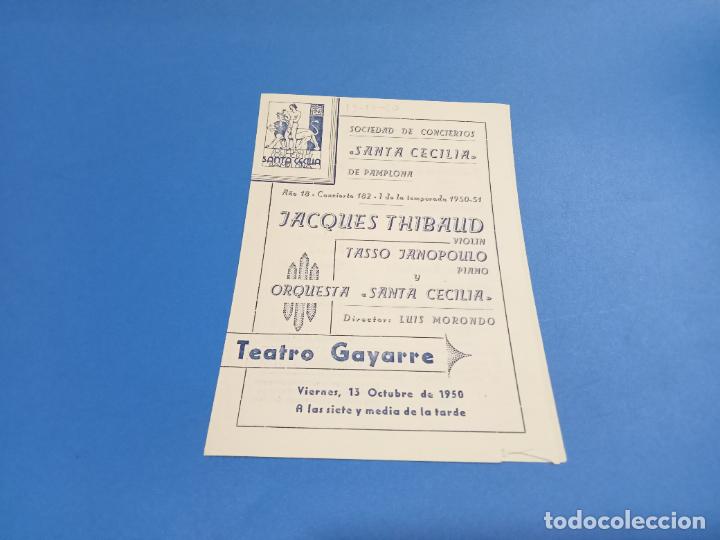 SOCIEDAD DE CONCIERTOS
«SANTA CECILIA»
DE PAMPLONA
SANTA CECILIA
Año 18 - Concierto 182 - 1 de la temporada 1950-51
JACQUES THIBAUD
VIOLIN
TASSO JANOPOULO
PIANO
y
ORQUESTA «SANTA CECILIA»
Director: LUIS MORONDO
Teatro Gayarre
Viernes, 13 Octubre de 1950
A las siete y media de la tarde
todocoleccion.net